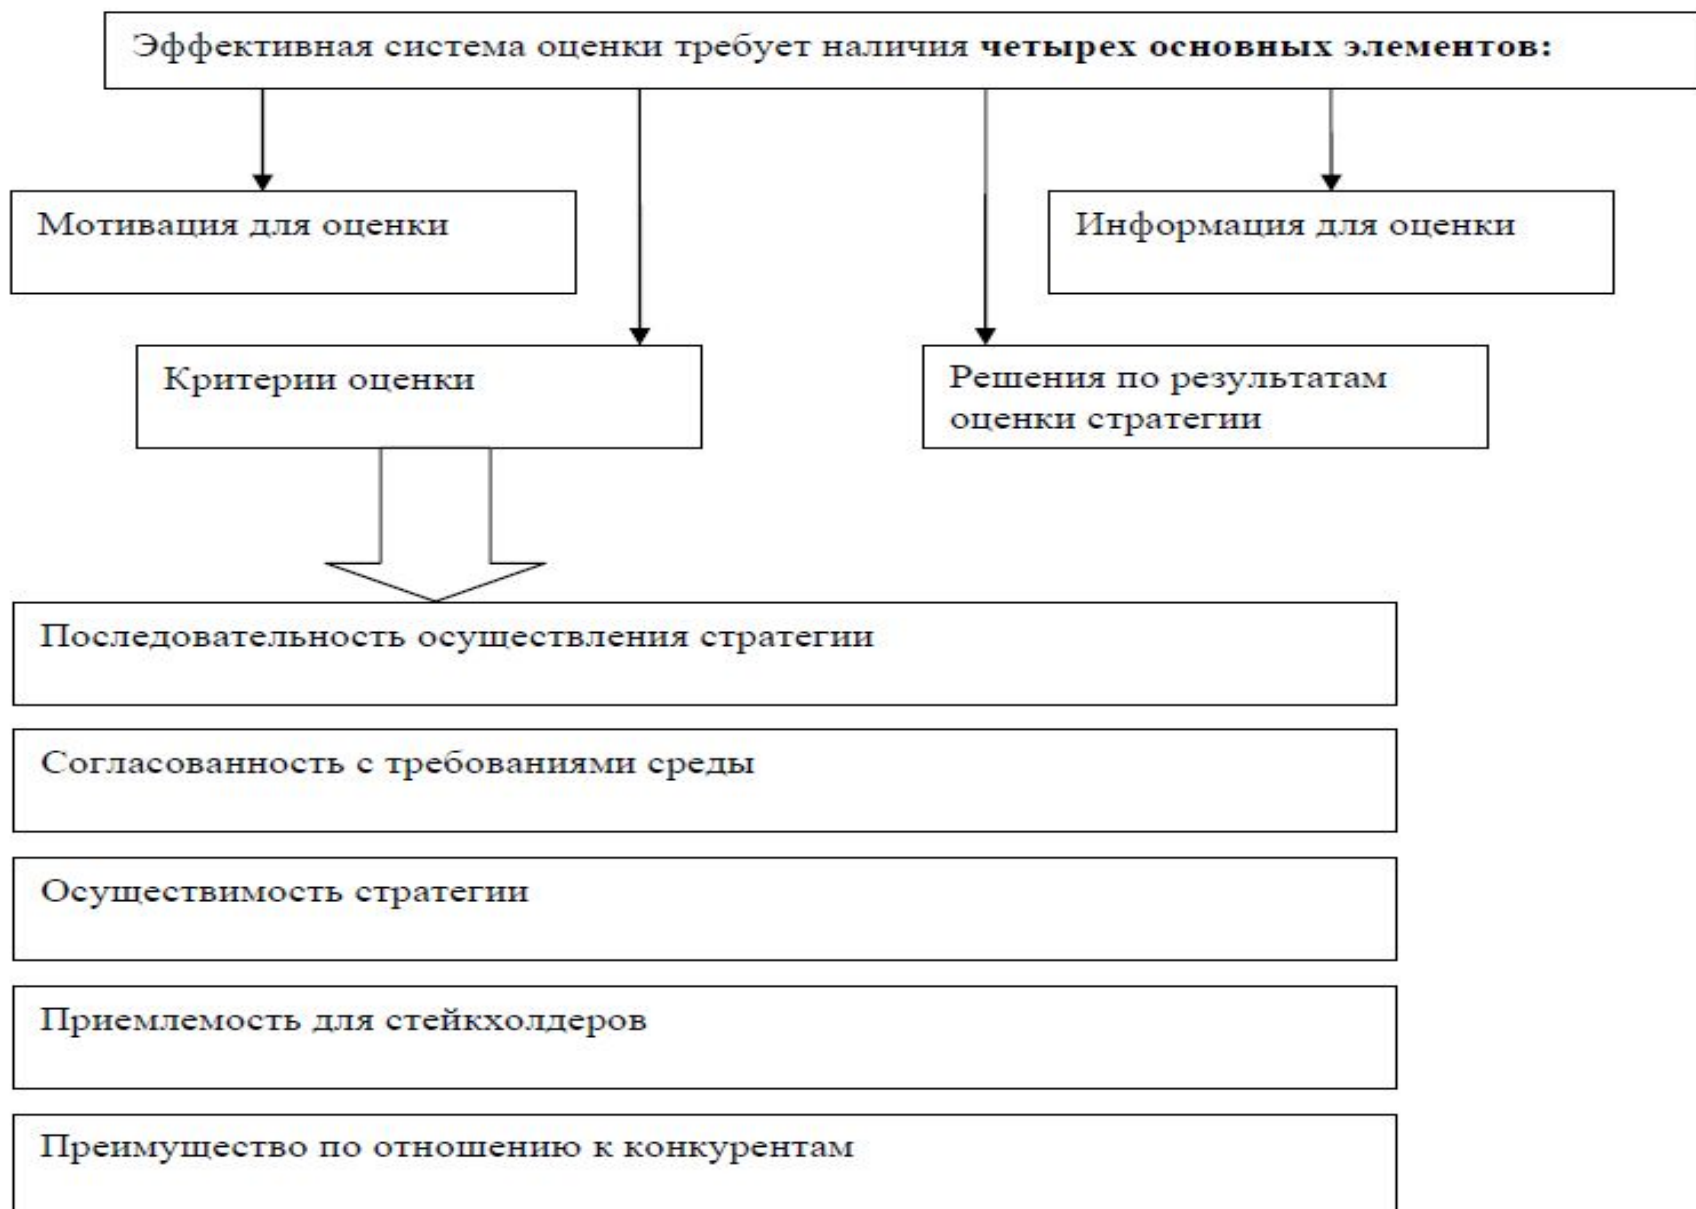 Эффективная система оценки требует наличия четырех основных элементов:
Мотивация для оценки
Информация для оценки
Критерии оценки
Решения по результатам
оценки стратегии
Последовательность осуществления стратегии
Согласованность с требованиями среды
Осуществимость стратегии
Приемлемость для стейкхолдеров
Преимущество по отношению к конкурентам